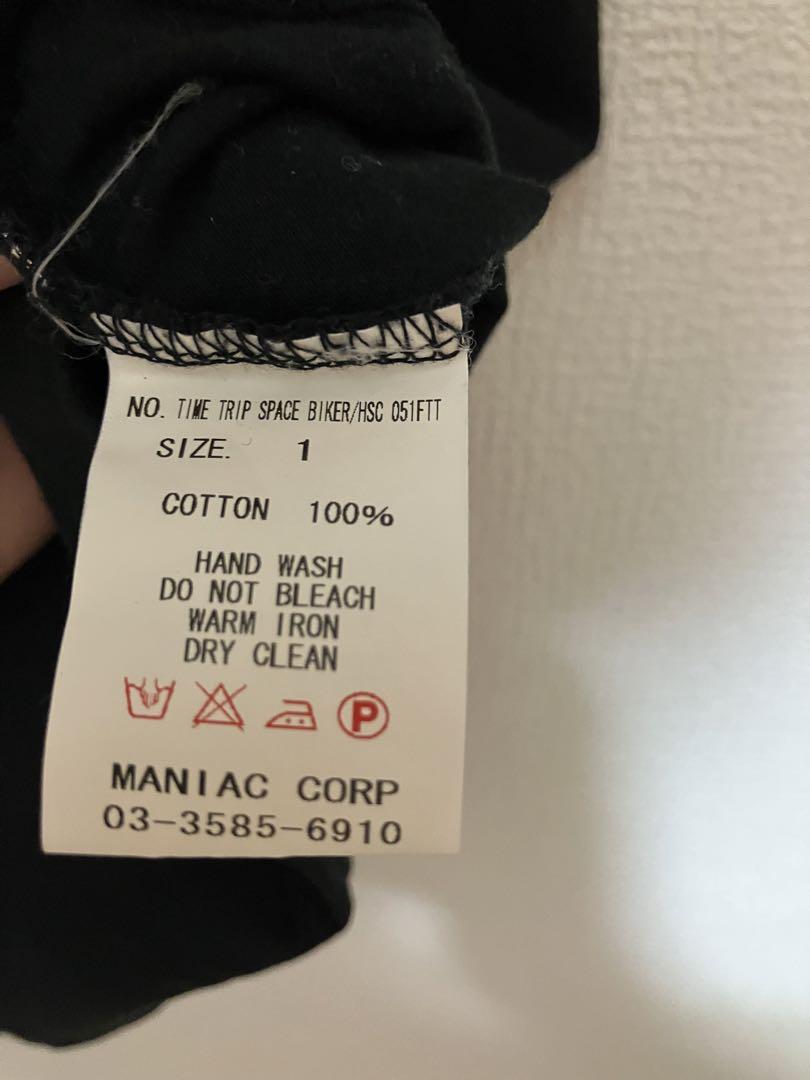 NO. TIME TRIP SPACE BIKER/HSC 051FTT
SIZE. 1
COTTON 100%
HAND WASH
DO NOT BLEACH
WARM IRON
DRY CLEAN
P
MANIAC CORP
03-3585-6910